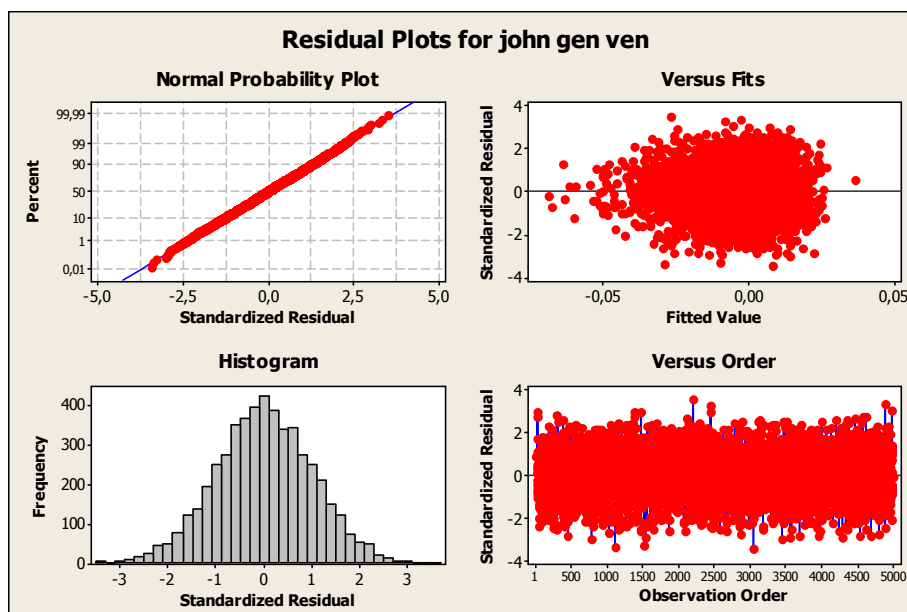 Residual Plots for john gen ven
Normal Probability Plot
Percent
99,99
99
90
50
10
1
0,01
-5,0 -2,5 0,0 2,5 5,0
Standardized Residual
Versus Fits
Standardized Residual
4
2
0
-2
-4
-0,05 0,00 0,05
Fitted Value
Histogram
Frequency
400
300
200
100
0
-3 -2 -1 0 1 2 3
Standardized Residual
Versus Order
Standardized Residual
4
2
0
-2
-4
1 500 1000 1500 2000 2500 3000 3500 4000 4500 5000
Observation Order